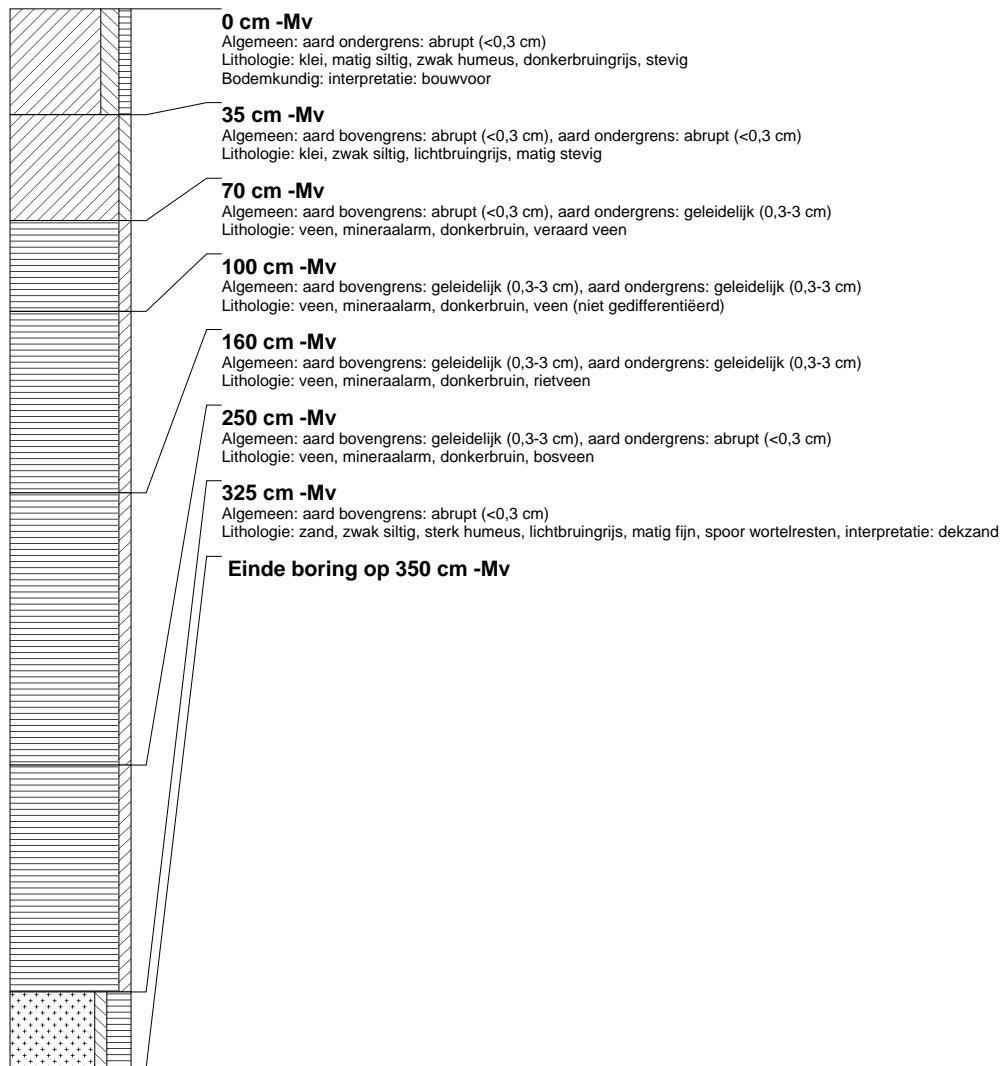 0 cm -Mv
Algemeen: aard ondergrens: abrupt (<0,3 cm)
Lithologie: klei, matig siltig, zwak humeus, donkerbruingrijs, stevig
Bodemkundig: interpretatie: bouwvoor
35 cm -Mv
Algemeen: aard bovengrens: abrupt (<0,3 cm), aard ondergrens: abrupt (<0,3 cm)
Lithologie: klei, zwak siltig, lichtbruingrijs, matig stevig
70 cm -Mv
Algemeen: aard bovengrens: abrupt (<0,3 cm), aard ondergrens: geleidelijk (0,3-3 cm)
Lithologie: veen, mineraalarm, donkerbruin, veraard veen
100 cm -Mv
Algemeen: aard bovengrens: geleidelijk (0,3-3 cm), aard ondergrens: geleidelijk (0,3-3 cm)
Lithologie: veen, mineraalarm, donkerbruin, veen (niet gedifferentiëerd)
160 cm -Mv
Algemeen: aard bovengrens: geleidelijk (0,3-3 cm), aard ondergrens: geleidelijk (0,3-3 cm)
Lithologie: veen, mineraalarm, donkerbruin, rietveen
250 cm -Mv
Algemeen: aard bovengrens: geleidelijk (0,3-3 cm), aard ondergrens: abrupt (<0,3 cm)
Lithologie: veen, mineraalarm, donkerbruin, bosveen
325 cm -Mv
Algemeen: aard bovengrens: abrupt (<0,3 cm)
Lithologie: zand, zwak siltig, sterk humeus, lichtbruingrijs, matig fijn, spoor wortelresten, interpretatie: dekzand
Einde boring op 350 cm -Mv